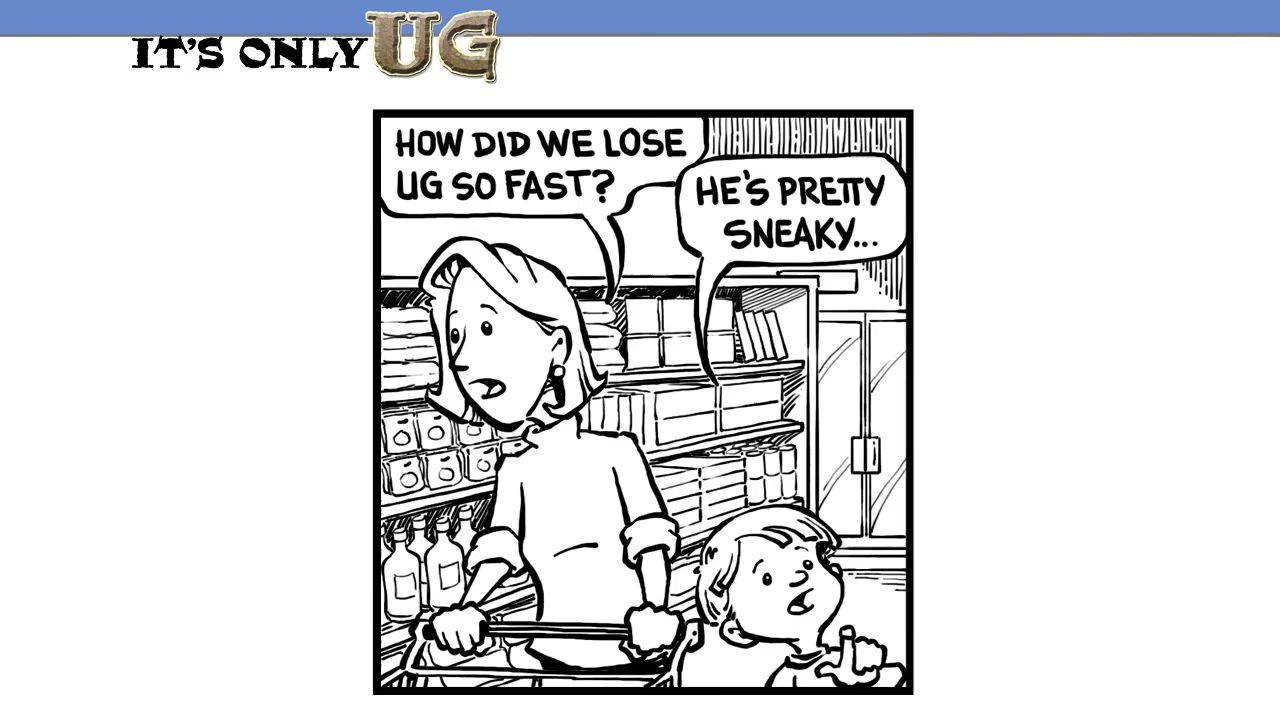 IT'S ONLY UG
HOW DID WE LOSE
UG SO FAST?
HE'S PRETTY
SNEAKY...